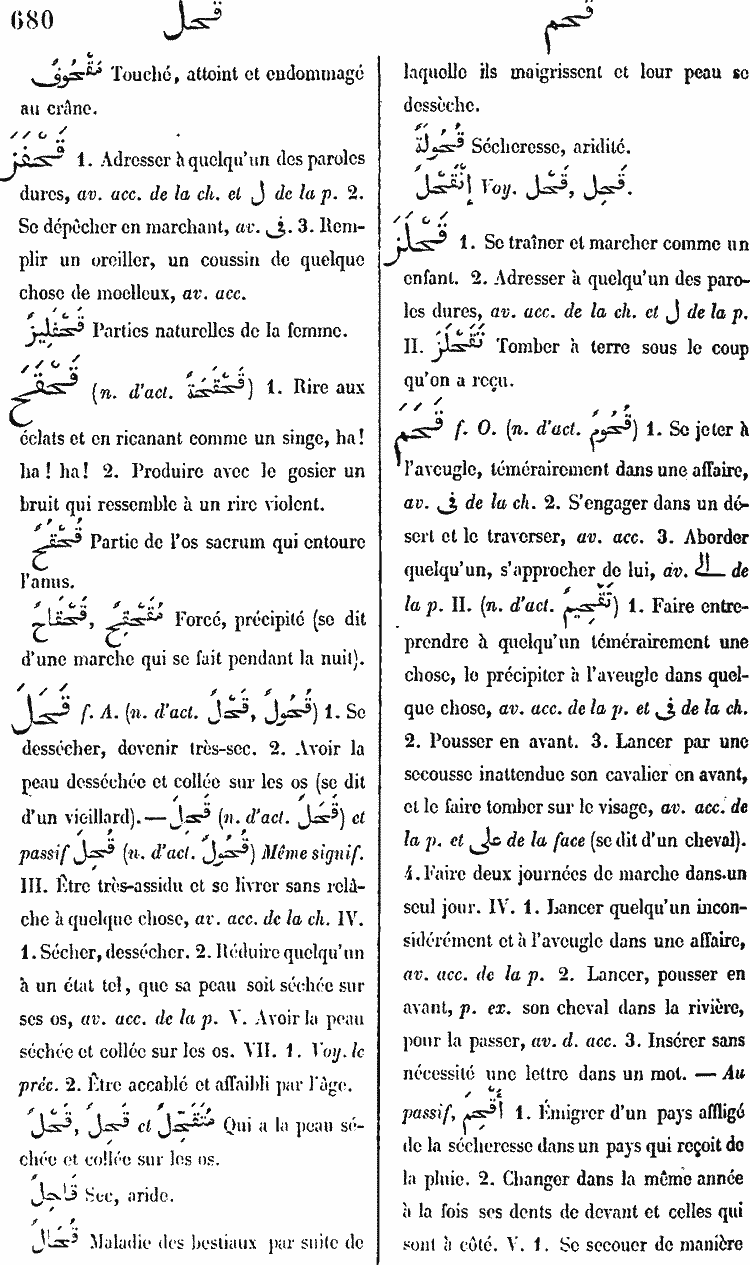 680
قحل
قحم
مَقْحُوفٌ Touché, atteint et endommagé
au crâne.
قَحْفَزَ 1. Adresser à quelqu'un des paroles
dures, av. acc. de la ch. et ل de la p. 2.
Se dépêcher en marchant, av. فى. 3. Rem-
plir un oreiller, un coussin de quelque
chose de moelleux, av. acc.
قَحْفَلِيزٌ Parties naturelles de la femme.
قَحْقَحَ (n. d'act. قَحْقَحَةٌ) 1. Rire aux
éclats et en ricanant comme un singe, ha!
ha! ha! 2. Produire avec le gosier un
bruit qui ressemble à un rire violent.
قُحْقُحٌ Partie de l'os sacrum qui entoure
l'anus.
قَحْقَاحٌ, مُقَحْقِحٌ Forcé, précipité (se dit
d'une marche qui se fait pendant la nuit).
قَحَلَ f. A. (n. d'act. قَحْلٌ, قُحُولٌ) 1. Se
dessécher, devenir très-sec. 2. Avoir la
peau desséchée et collée sur les os (se dit
d'un vieillard). — قَحِلَ (n. d'act. قَحَلٌ) et
passif قُحِلَ (n. d'act. قُحُولٌ) Même signif.
III. Être très-assidu et se livrer sans relâ-
che à quelque chose, av. acc. de la ch. IV.
1. Sécher, dessécher. 2. Réduire quelqu'un
à un état tel, que sa peau soit séchée sur
ses os, av. acc. de la p. V. Avoir la peau
séchée et collée sur les os. VII. 1. Voy. le
préc. 2. Être accablé et affaibli par l'âge.
قَحْلٌ, قَحِلٌ et مُتَقَحِّلٌ Qui a la peau sé-
chée et collée sur les os.
قَاحِلٌ Sec, aride.
قُحَالٌ Maladie des bestiaux par suite de
laquelle ils maigrissent et leur peau se
dessèche.
قُحُولَةٌ Sécheresse, aridité.
إِنْقَحْلٌ Voy. قَحْل, قَحِل.
قَحْلَزَ 1. Se traîner et marcher comme un
enfant. 2. Adresser à quelqu'un des paro-
les dures, av. acc. de la ch. et ل de la p.
II. تَقَحْلَزَ Tomber à terre sous le coup
qu'on a reçu.
قَحَمَ f. O. (n. d'act. قُحُومٌ) 1. Se jeter à
l'aveugle, témérairement dans une affaire,
av. فى de la ch. 2. S'engager dans un dé-
sert et le traverser, av. acc. 3. Aborder
quelqu'un, s'approcher de lui, av. الى de
la p. II. (n. d'act. تَقْحِيمٌ) 1. Faire entre-
prendre à quelqu'un témérairement une
chose, le précipiter à l'aveugle dans quel-
que chose, av. acc. de la p. et فى de la ch.
2. Pousser en avant. 3. Lancer par une
secousse inattendue son cavalier en avant,
et le faire tomber sur le visage, av. acc. de
la p. et على de la face (se dit d'un cheval).
4. Faire deux journées de marche dans un
seul jour. IV. 1. Lancer quelqu'un incon-
sidérément et à l'aveugle dans une affaire,
av. acc. de la p. 2. Lancer, pousser en
avant, p. ex. son cheval dans la rivière,
pour la passer, av. d. acc. 3. Insérer sans
nécessité une lettre dans un mot. — Au
passif, أُقْحِمَ 1. Émigrer d'un pays affligé
de la sécheresse dans un pays qui reçoit de
la pluie. 2. Changer dans la même année
à la fois ses dents de devant et celles qui
sont à côté. V. 1. Se secouer de manière